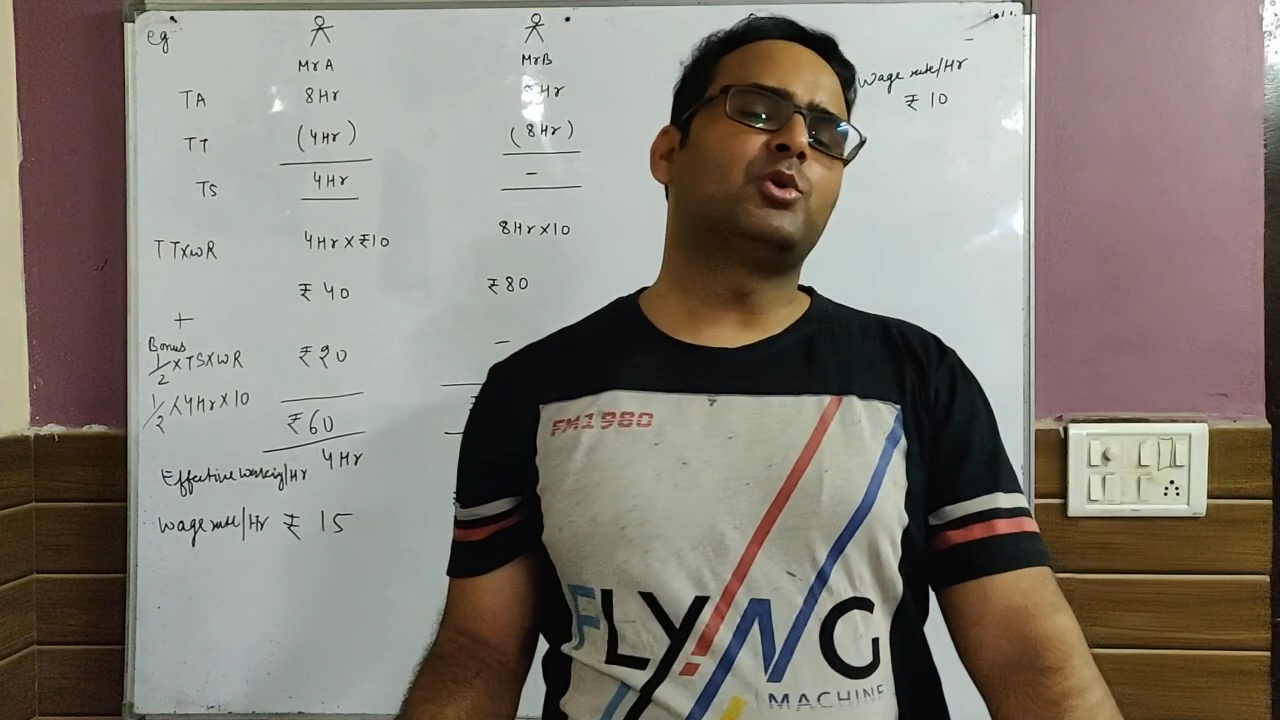 eg
Mr A Mr B
Wage rate/Hr
₹ 10
TA 8Hr Hr
TT (4Hr) (8Hr)
TS 4Hr -
TTXWR 4Hr x ₹10 8Hr x 10
₹ 40 ₹ 80
+
Bonus
1/2 x TSXWR ₹20 -
1/2 x 4Hr x 10
₹60
Effective working/Hr 4Hr
wage rate/Hr ₹ 15
FM1980
FLYING
MACHINE